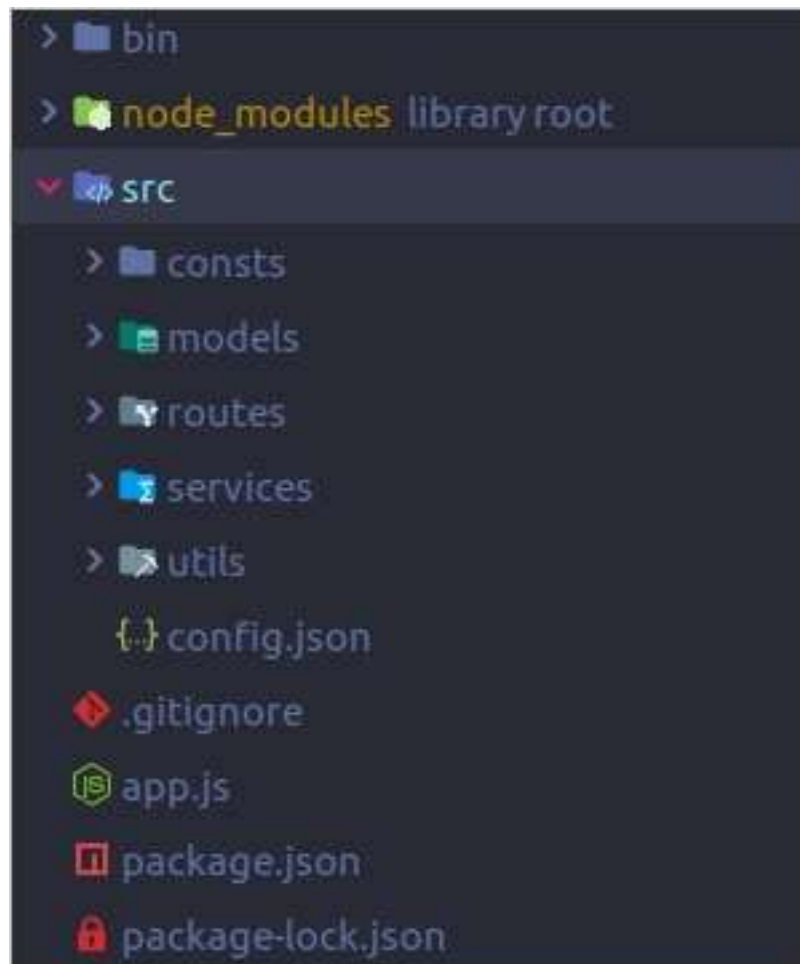 bin
node_modules library root
src
consts
models
routes
services
utils
{..} config.json
.gitignore
JS app.js
package.json
package-lock.json